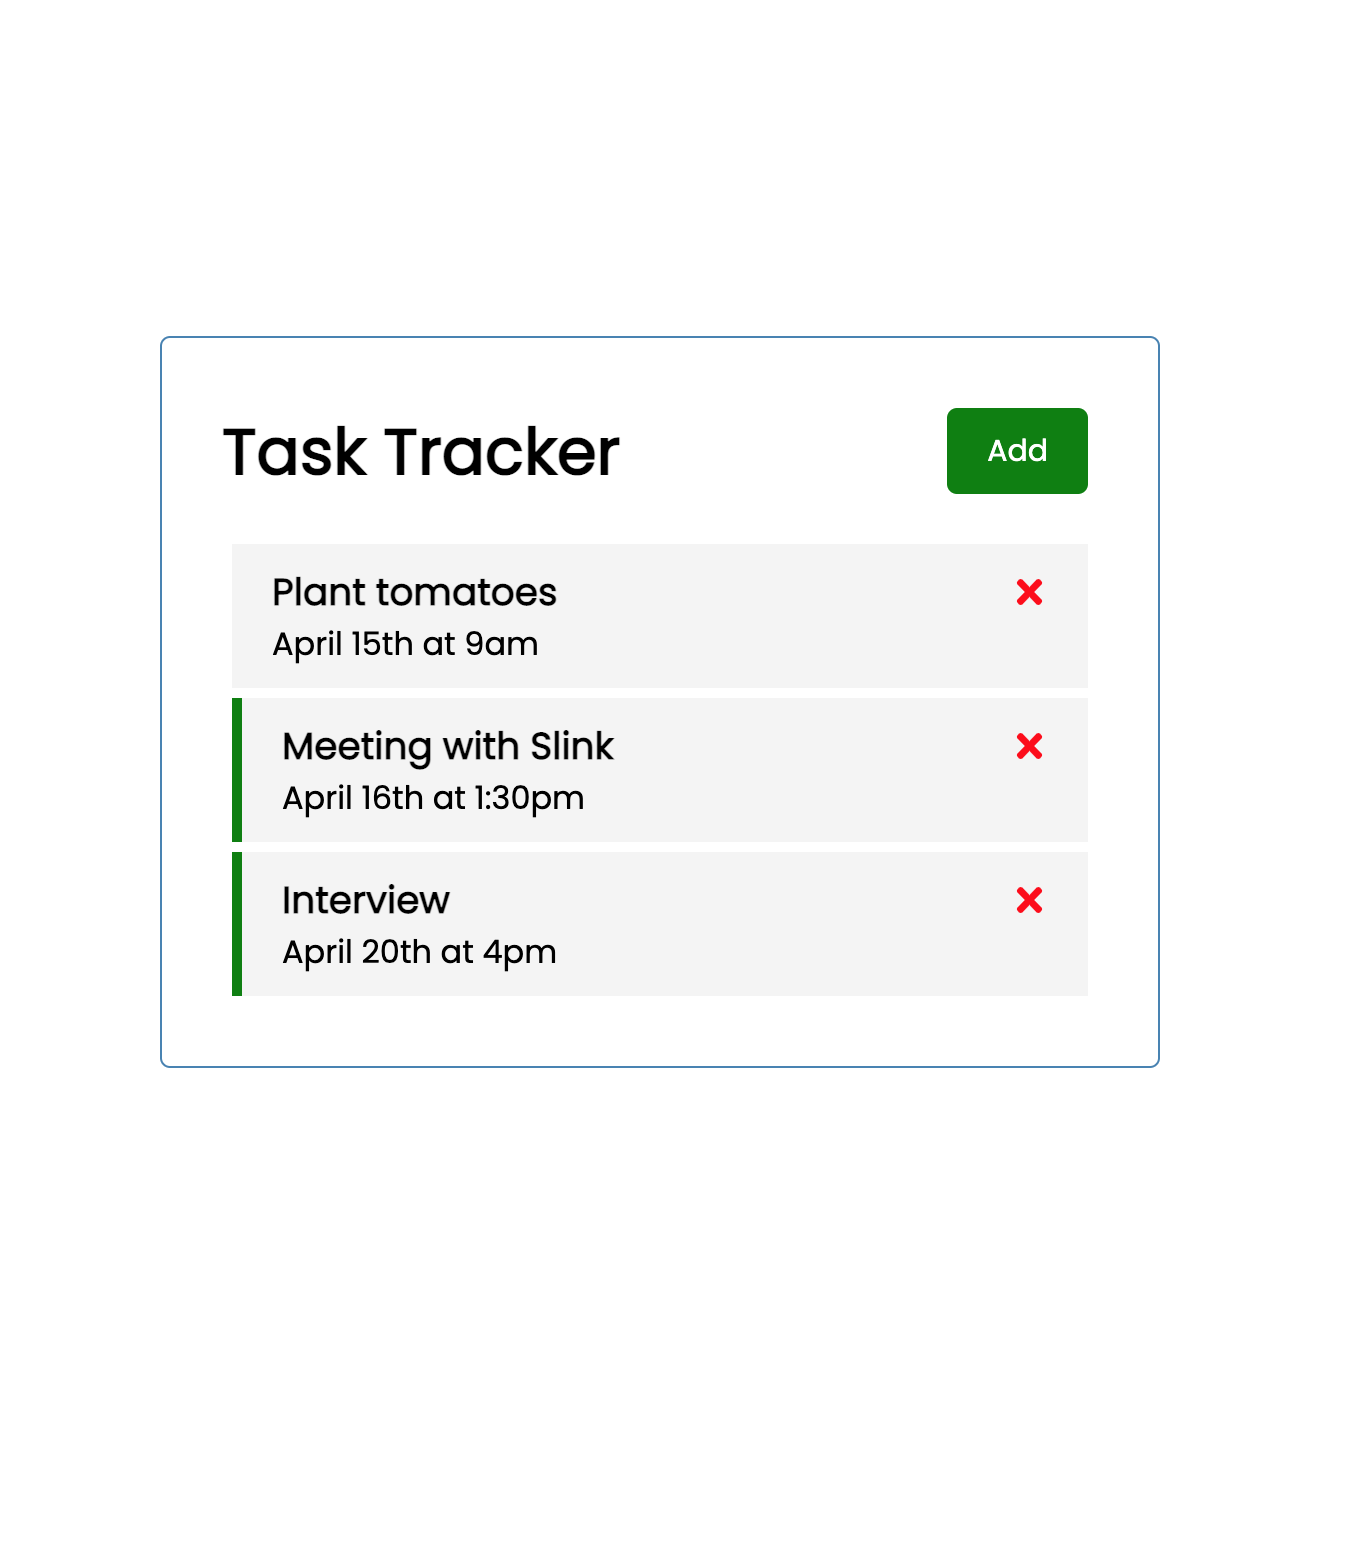 Task Tracker
Add
Plant tomatoes
April 15th at 9am
Meeting with Slink
April 16th at 1:30pm
Interview
April 20th at 4pm